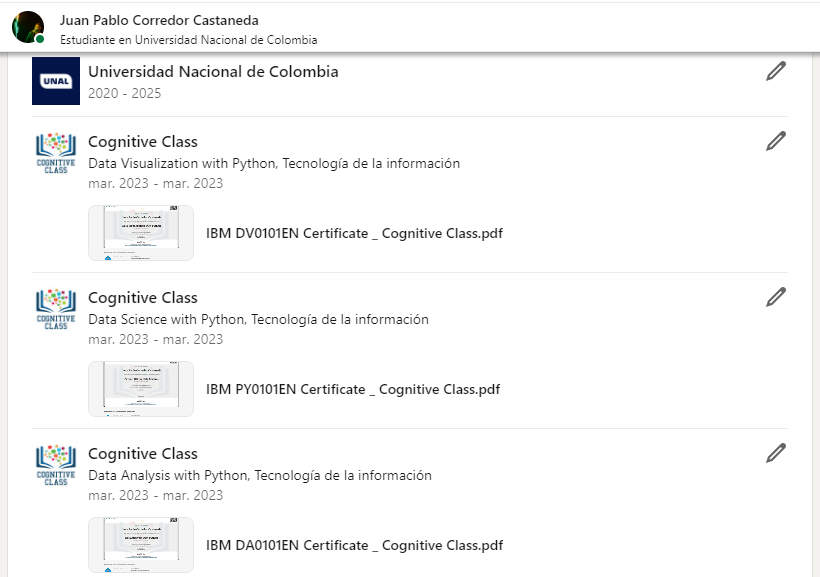 Juan Pablo Corredor Castaneda
Estudiante en Universidad Nacional de Colombia
UNAL
Universidad Nacional de Colombia
2020 - 2025
COGNITIVE
CLASS
Cognitive Class
Data Visualization with Python, Tecnología de la información
mar. 2023 - mar. 2023
IBM DV0101EN Certificate _ Cognitive Class.pdf
COGNITIVE
CLASS
Cognitive Class
Data Science with Python, Tecnología de la información
mar. 2023 - mar. 2023
IBM PY0101EN Certificate _ Cognitive Class.pdf
COGNITIVE
CLASS
Cognitive Class
Data Analysis with Python, Tecnología de la información
mar. 2023 - mar. 2023
IBM DA0101EN Certificate _ Cognitive Class.pdf